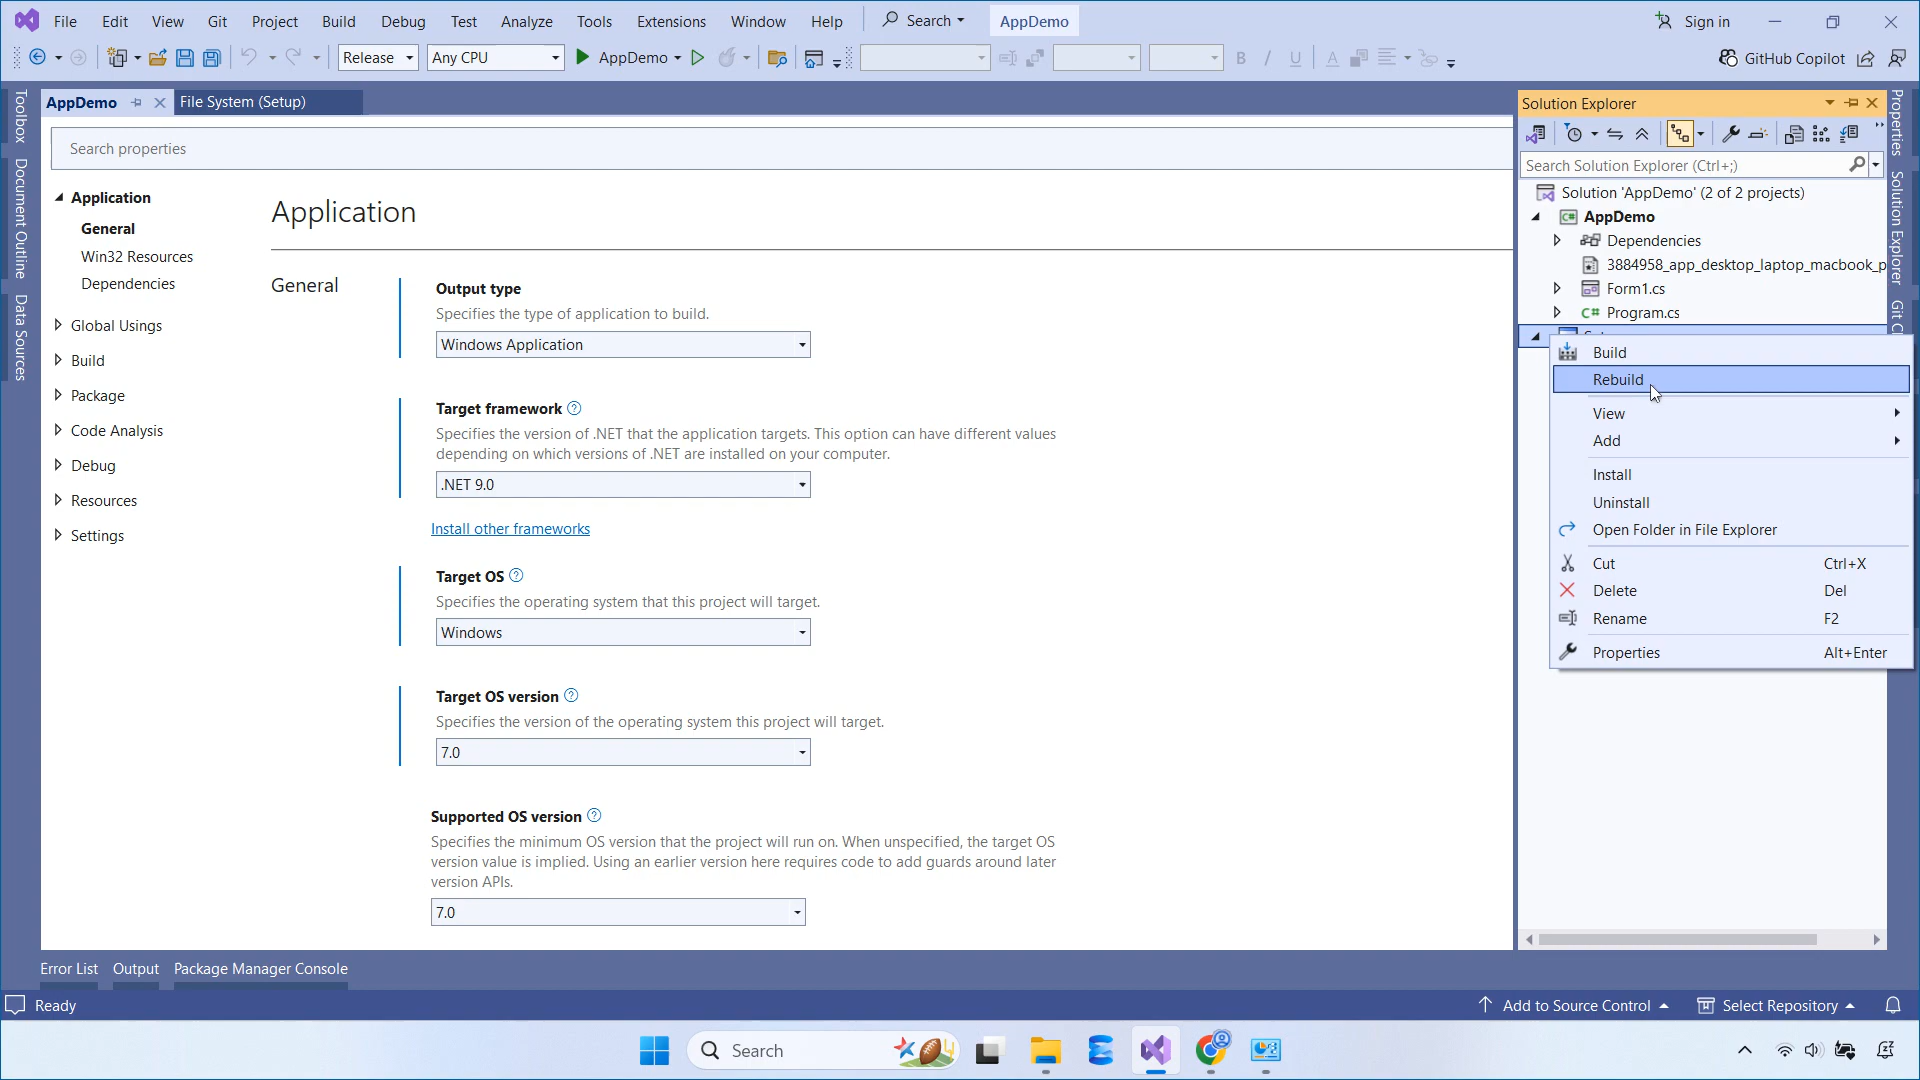 File Edit View Git Project Build Debug Test Analyze Tools Extensions Window Help Search AppDemo Sign in
Release Any CPU AppDemo B I U A GitHub Copilot
Toolbox
Document Outline
Data Sources
AppDemo File System (Setup)
Search properties
Application
General
Win32 Resources
Dependencies
Global Usings
Build
Package
Code Analysis
Debug
Resources
Settings
Application
General
Output type
Specifies the type of application to build.
Windows Application
Target framework
Specifies the version of .NET that the application targets. This option can have different values
depending on which versions of .NET are installed on your computer.
.NET 9.0
Install other frameworks
Target OS
Specifies the operating system that this project will target.
Windows
Target OS version
Specifies the version of the operating system this project will target.
7.0
Supported OS version
Specifies the minimum OS version that the project will run on. When unspecified, the target OS
version value is implied. Using an earlier version here requires code to add guards around later
version APIs.
7.0
Solution Explorer
Search Solution Explorer (Ctrl+;)
Solution 'AppDemo' (2 of 2 projects)
C# AppDemo
Dependencies
3884958_app_desktop_laptop_macbook_p
Form1.cs
C# Program.cs
Build
Rebuild
View
Add
Install
Uninstall
Open Folder in File Explorer
Cut Ctrl+X
Delete Del
Rename F2
Properties Alt+Enter
Properties
Solution Explorer
Git C
Error List Output Package Manager Console
Ready Add to Source Control Select Repository
Search